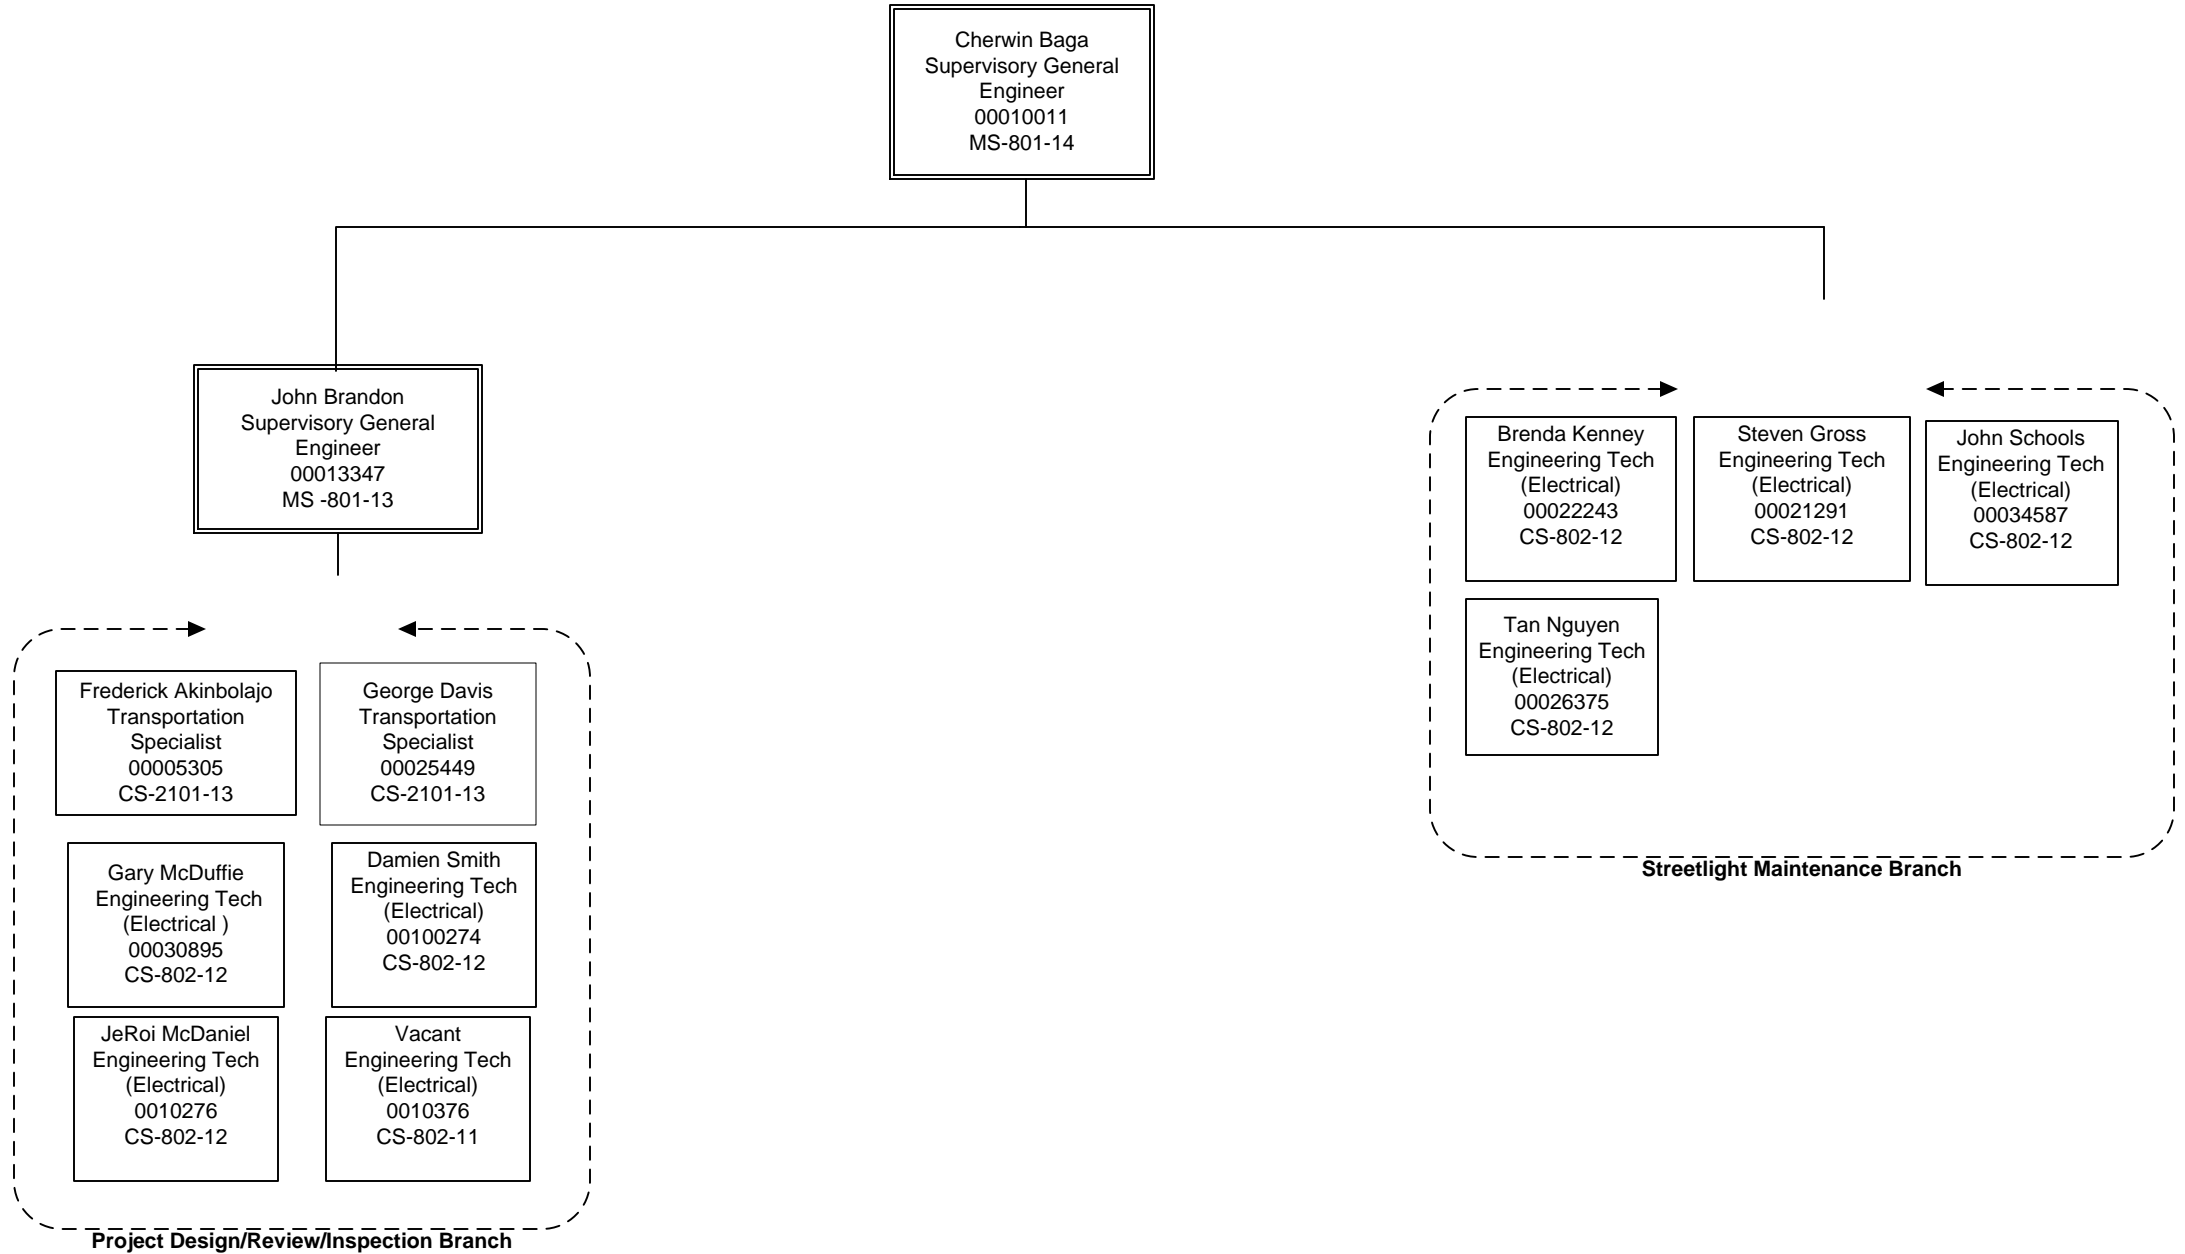 Cherwin Baga
Supervisory General
Engineer
00010011
MS-801-14
John Brandon
Supervisory General
Engineer
00013347
MS -801-13
Frederick Akinbolajo
Transportation
Specialist
00005305
CS-2101-13
George Davis
Transportation
Specialist
00025449
CS-2101-13
Gary McDuffie
Engineering Tech
(Electrical )
00030895
CS-802-12
Damien Smith
Engineering Tech
(Electrical)
00100274
CS-802-12
JeRoi McDaniel
Engineering Tech
(Electrical)
0010276
CS-802-12
Vacant
Engineering Tech
(Electrical)
0010376
CS-802-11
Project Design/Review/Inspection Branch
Brenda Kenney
Engineering Tech
(Electrical)
00022243
CS-802-12
Steven Gross
Engineering Tech
(Electrical)
00021291
CS-802-12
John Schools
Engineering Tech
(Electrical)
00034587
CS-802-12
Tan Nguyen
Engineering Tech
(Electrical)
00026375
CS-802-12
Streetlight Maintenance Branch